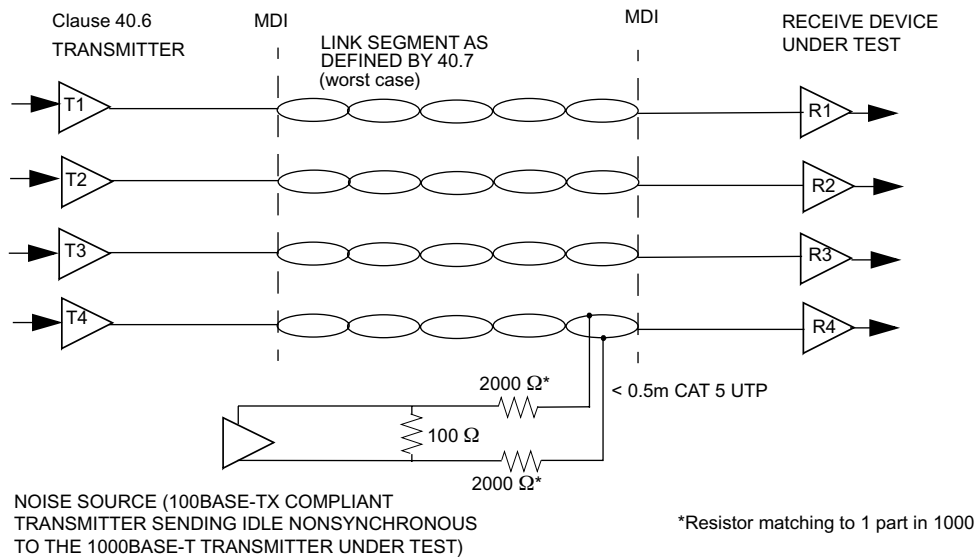 Clause 40.6
TRANSMITTER
MDI
LINK SEGMENT AS
DEFINED BY 40.7
(worst case)
MDI
RECEIVE DEVICE
UNDER TEST
T1
R1
T2
R2
T3
R3
T4
R4
2000 Ω*
< 0.5m CAT 5 UTP
100 Ω
2000 Ω*
NOISE SOURCE (100BASE-TX COMPLIANT
TRANSMITTER SENDING IDLE NONSYNCHRONOUS
TO THE 1000BASE-T TRANSMITTER UNDER TEST)
*Resistor matching to 1 part in 1000